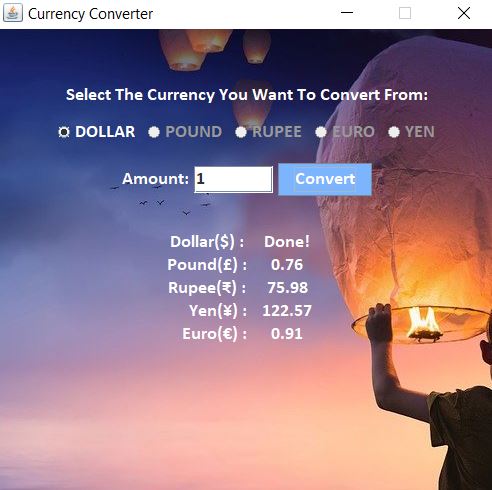 Currency Converter
Select The Currency You Want To Convert From:
DOLLAR POUND RUPEE EURO YEN
Amount: 1 Convert
Dollar($) : Done!
Pound(£) : 0.76
Rupee(₹) : 75.98
Yen(¥) : 122.57
Euro(€) : 0.91